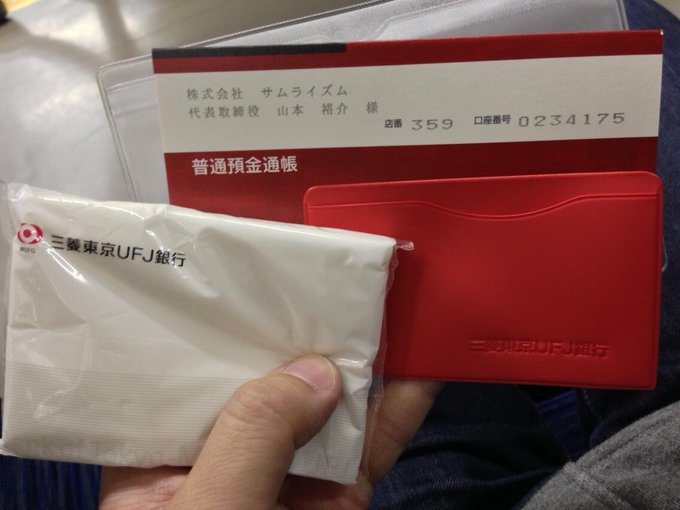 株式会社 サムライズム
代表取締役 山本 裕介 様
店番 359 口座番号 0234175
普通預金通帳
三菱東京UFJ銀行
三菱東京UFJ銀行